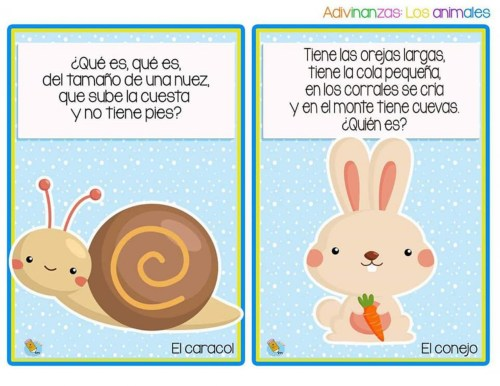 Adivinanzas: Los animales
¿Qué es, qué es,
del tamaño de una nuez,
que sube la cuesta
y no tiene pies?
El caracol
Tiene las orejas largas,
tiene la cola pequeña,
en los corrales se cría
y en el monte tiene cuevas.
¿Quién es?
El conejo